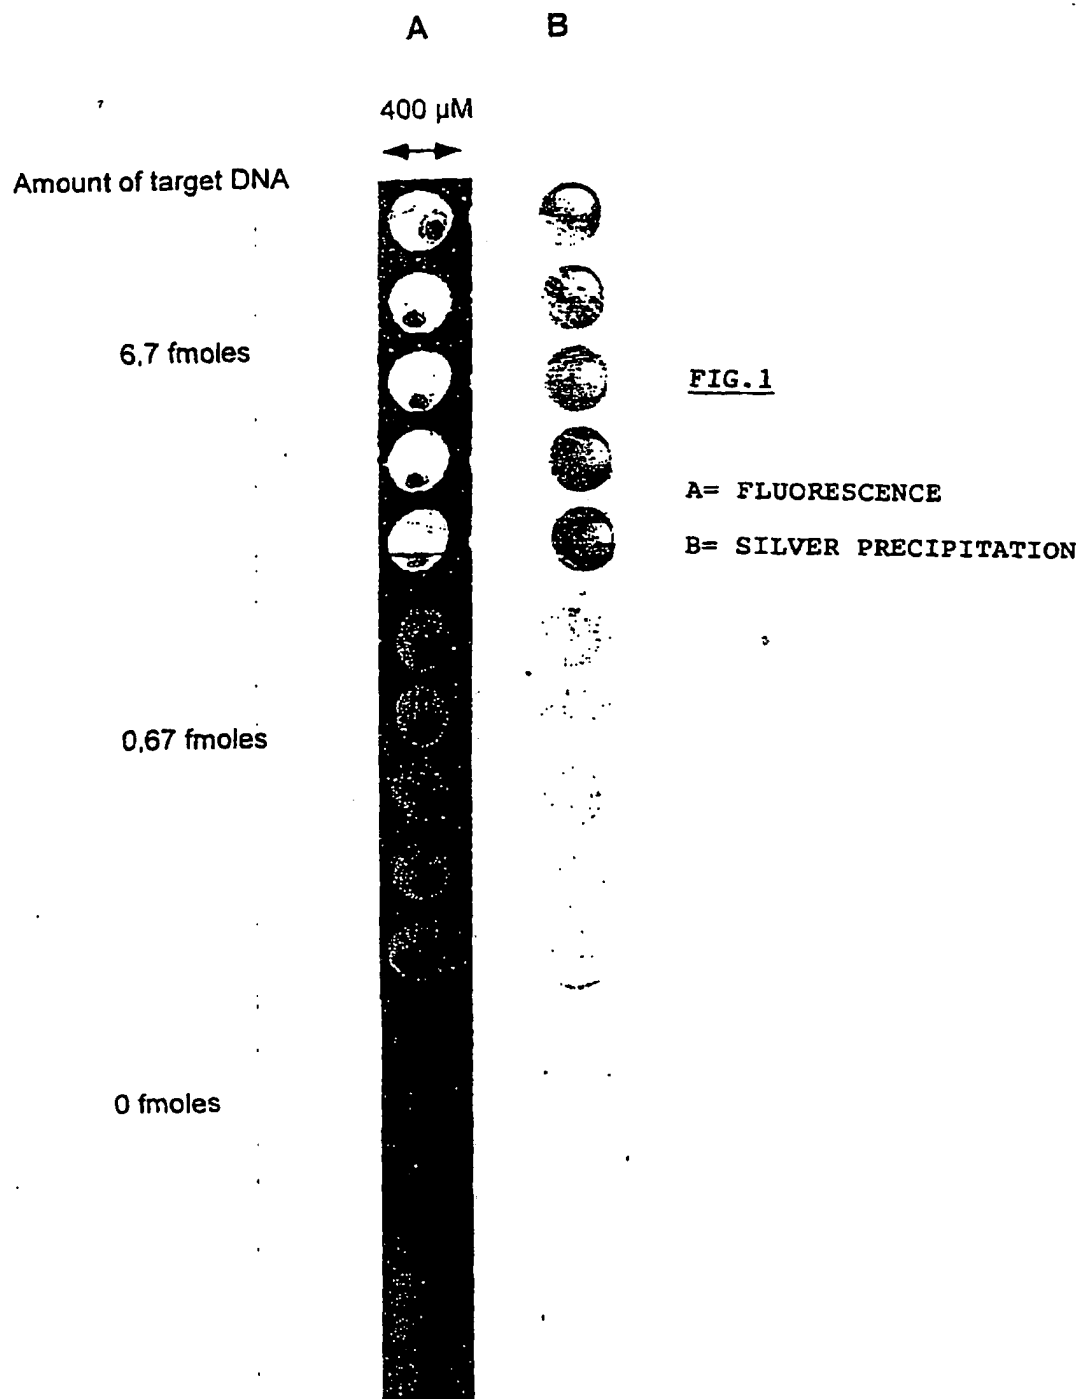 A B
400 µM
Amount of target DNA
6,7 fmoles
FIG.1
A= FLUORESCENCE
B= SILVER PRECIPITATION
0,67 fmoles
0 fmoles